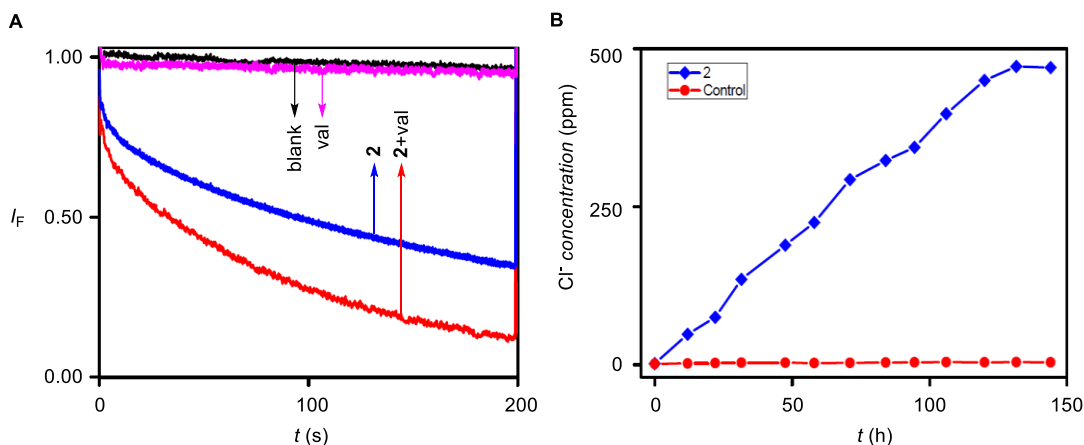 A
1.00
0.50
0.00
I_F
0
100
200
t (s)
blank
val
2
2+val
B
500
250
0
Cl⁻ concentration (ppm)
2
Control
0
50
100
150
t (h)